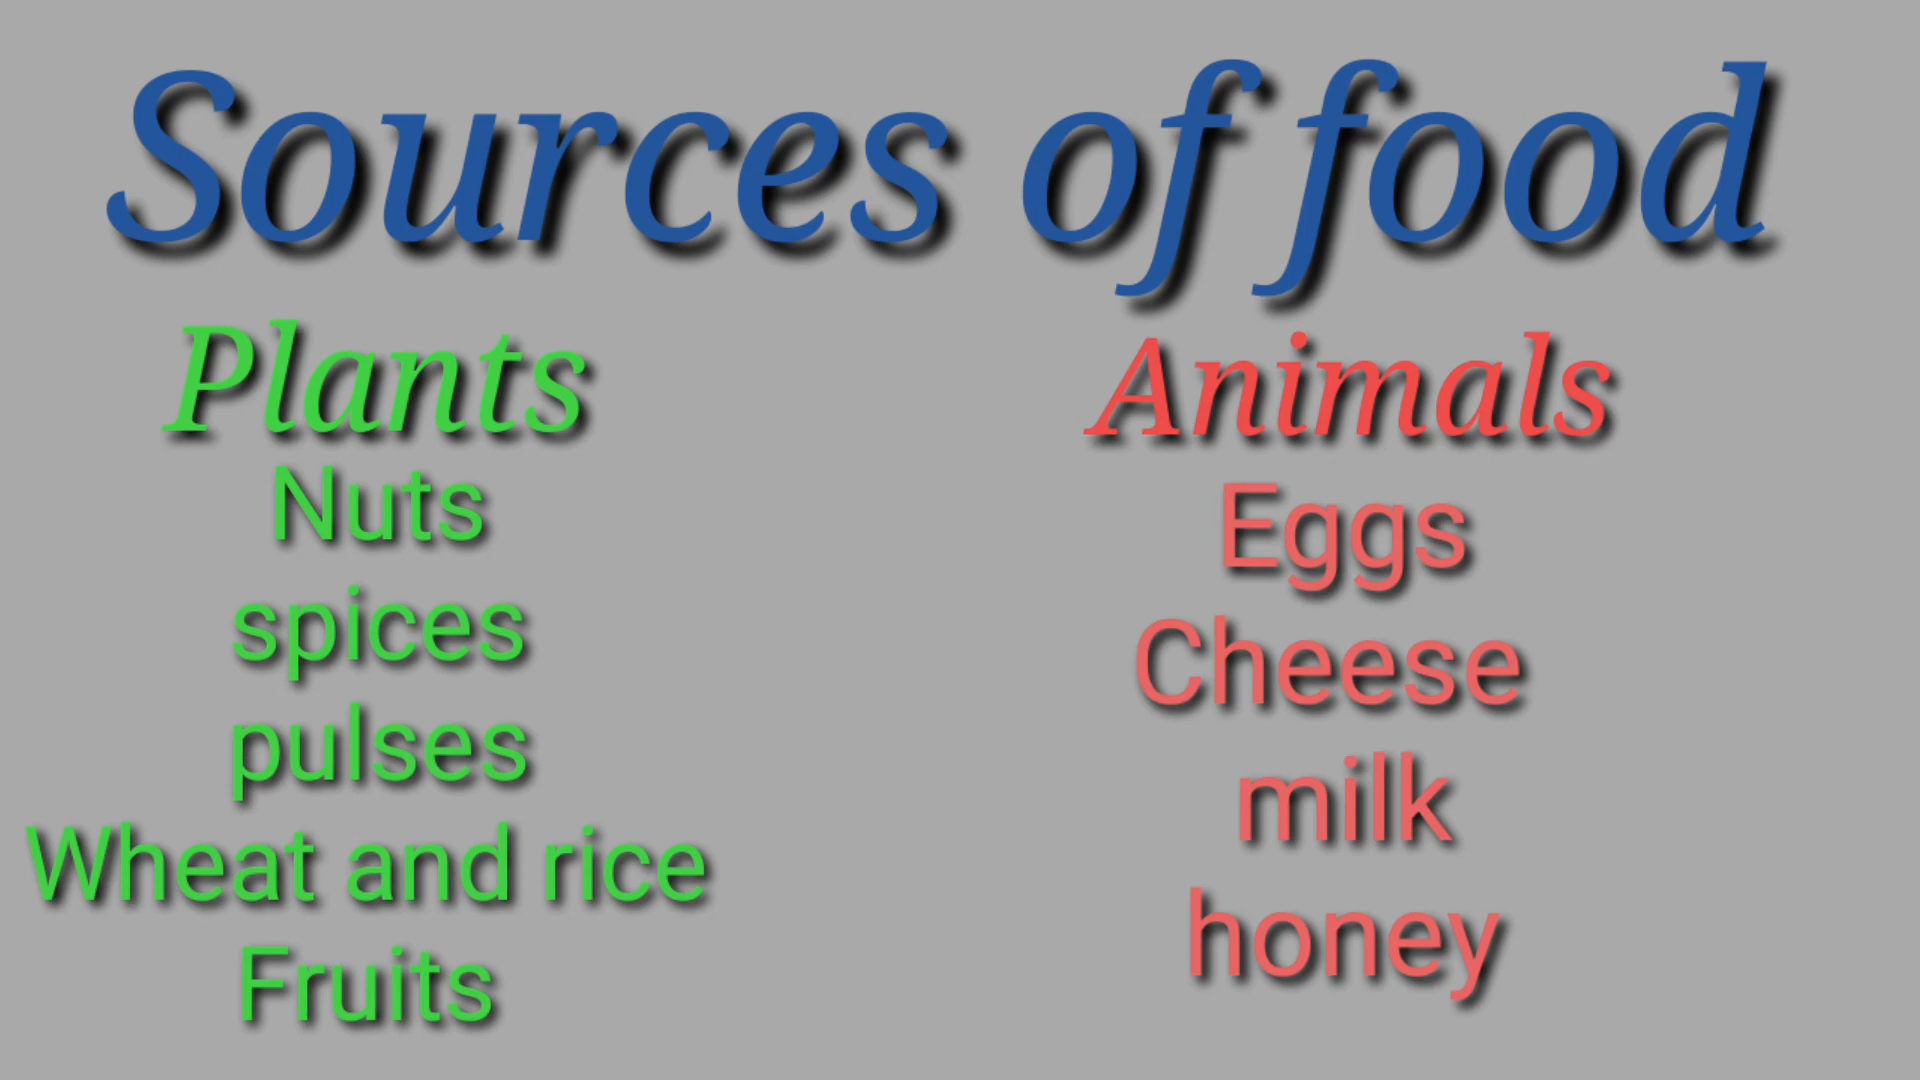 Sources of food
Plants
Nuts
spices
pulses
Wheat and rice
Fruits
Animals
Eggs
Cheese
milk
honey